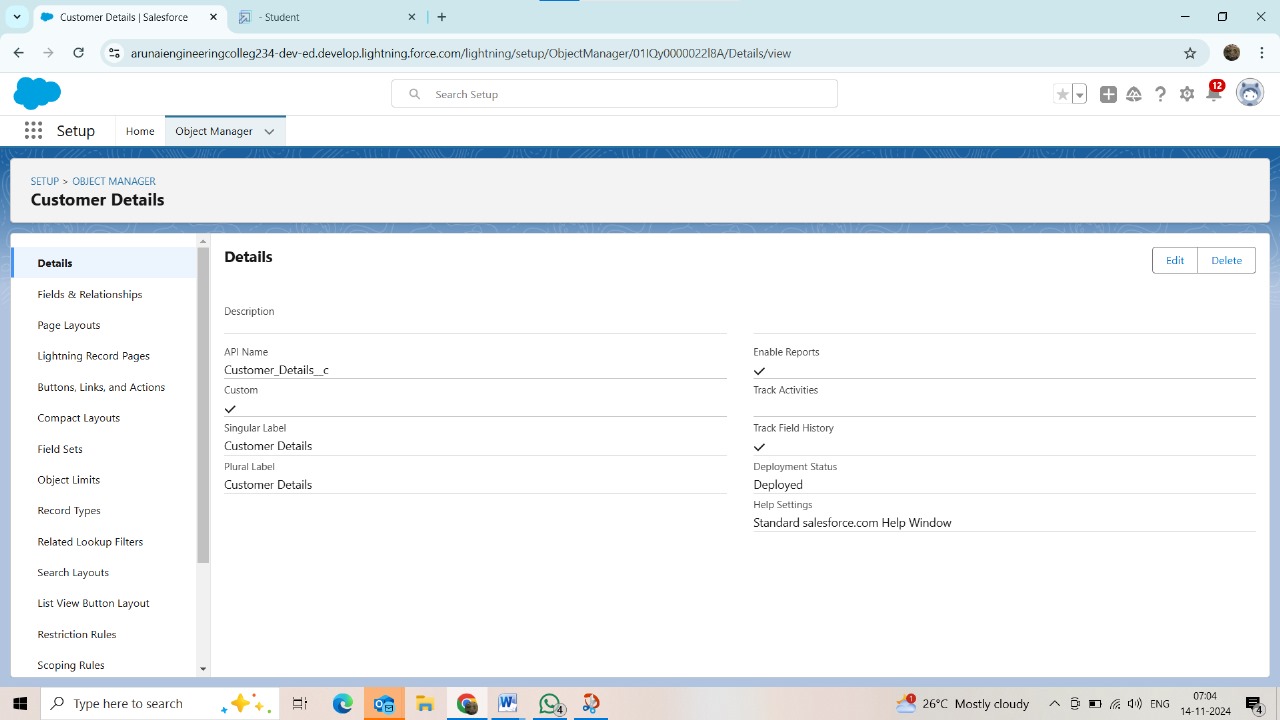 Customer Details | Salesforce
- Student
arunaiengineeringcolleg234-dev-ed.develop.lightning.force.com/lightning/setup/ObjectManager/01IQy0000022l8A/Details/view
Search Setup
12
Setup
Home
Object Manager
SETUP > OBJECT MANAGER
Customer Details
Details
Fields & Relationships
Page Layouts
Lightning Record Pages
Buttons, Links, and Actions
Compact Layouts
Field Sets
Object Limits
Record Types
Related Lookup Filters
Search Layouts
List View Button Layout
Restriction Rules
Scoping Rules
Details
Edit
Delete
Description
API Name
Customer_Details__c
Custom
Singular Label
Customer Details
Plural Label
Customer Details
Enable Reports
Track Activities
Track Field History
Deployment Status
Deployed
Help Settings
Standard salesforce.com Help Window
Type here to search
4
1
26°C Mostly cloudy
ENG
07:04
14-11-2024
4